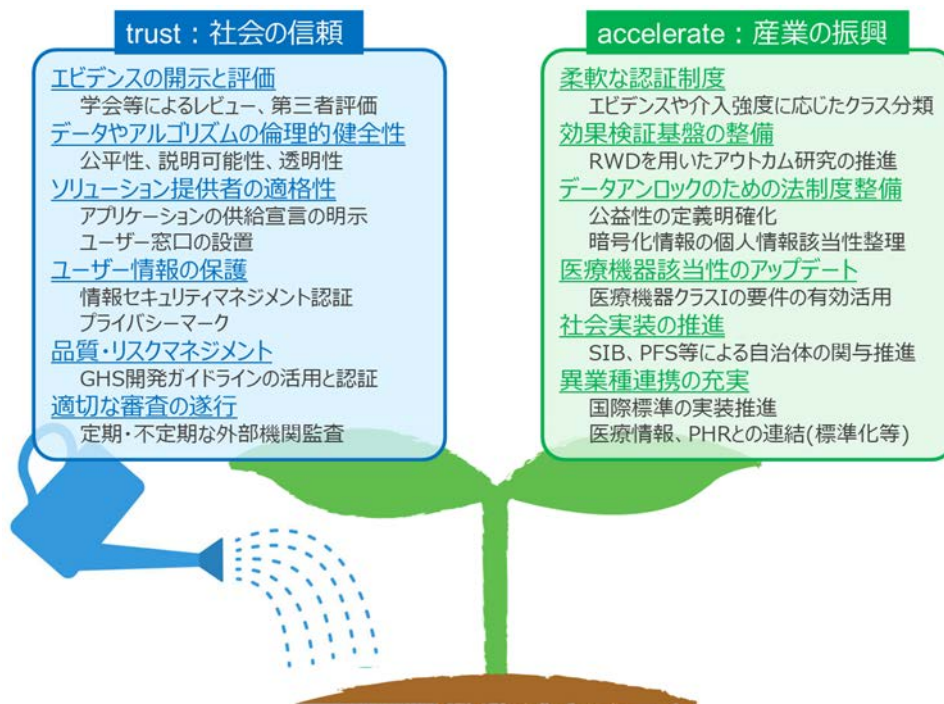 trust：社会の信頼
エビデンスの開示と評価
学会等によるレビュー、第三者評価
データやアルゴリズムの倫理的健全性
公平性、説明可能性、透明性
ソリューション提供者の適格性
アプリケーションの供給宣言の明示
ユーザー窓口の設置
ユーザー情報の保護
情報セキュリティマネジメント認証
プライバシーマーク
品質・リスクマネジメント
GHS開発ガイドラインの活用と認証
適切な審査の遂行
定期・不定期な外部機関監査
accelerate：産業の振興
柔軟な認証制度
エビデンスや介入強度に応じたクラス分類
効果検証基盤の整備
RWDを用いたアウトカム研究の推進
データアンロックのための法制度整備
公益性の定義明確化
暗号化情報の個人情報該当性整理
医療機器該当性のアップデート
医療機器クラスIの要件の有効活用
社会実装の推進
SIB、PFS等による自治体の関与推進
異業種連携の充実
国際標準の実装推進
医療情報、PHRとの連結(標準化等)